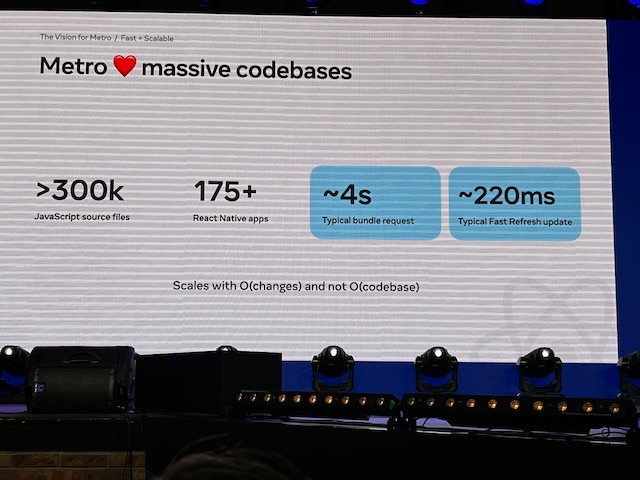 The Vision for Metro / Fast + Scalable
Metro ❤️ massive codebases
>300k
JavaScript source files
175+
React Native apps
~4s
Typical bundle request
~220ms
Typical Fast Refresh update
Scales with O(changes) and not O(codebase)